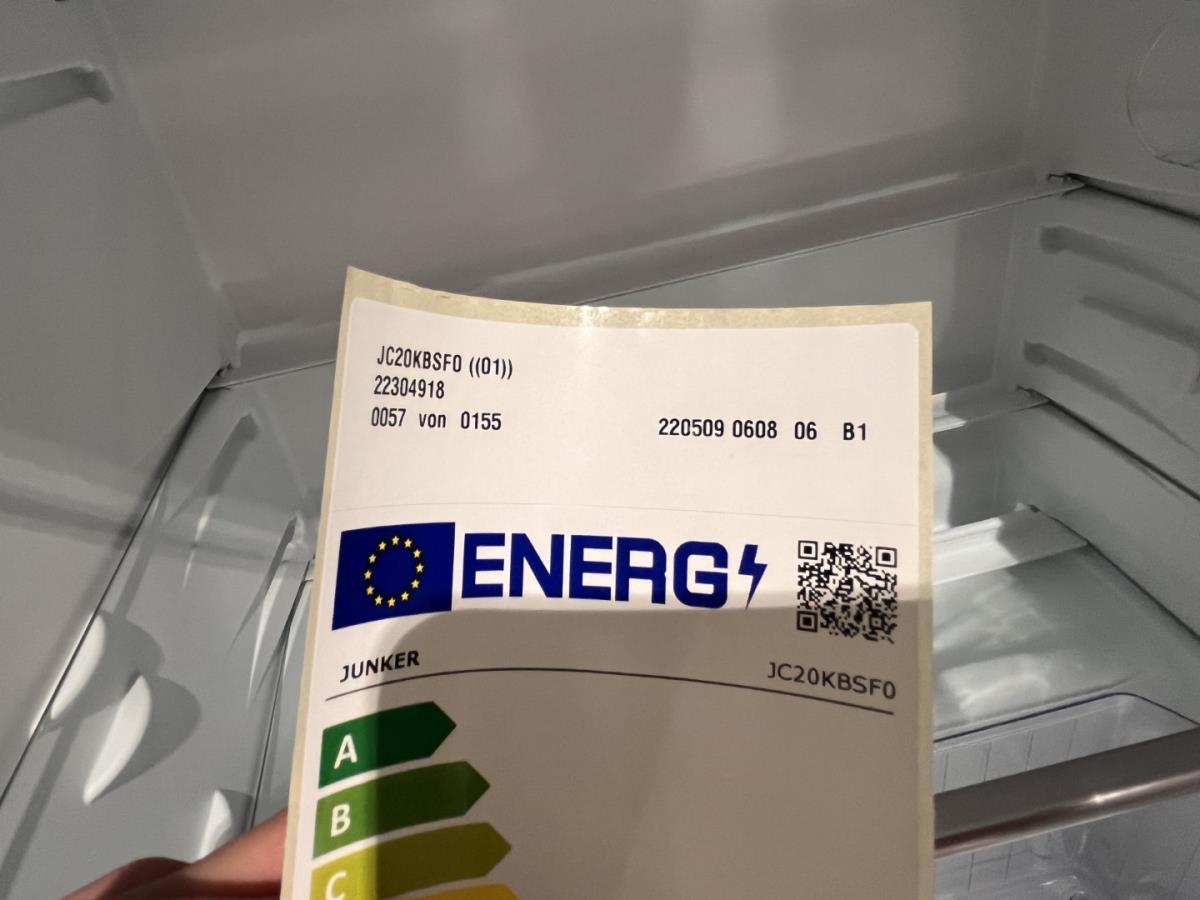 JC20KBSF0 ((01))
22304918
0057 von 0155
220509 0608 06 B1
ENERG
JUNKER
JC20KBSF0
A
B
C